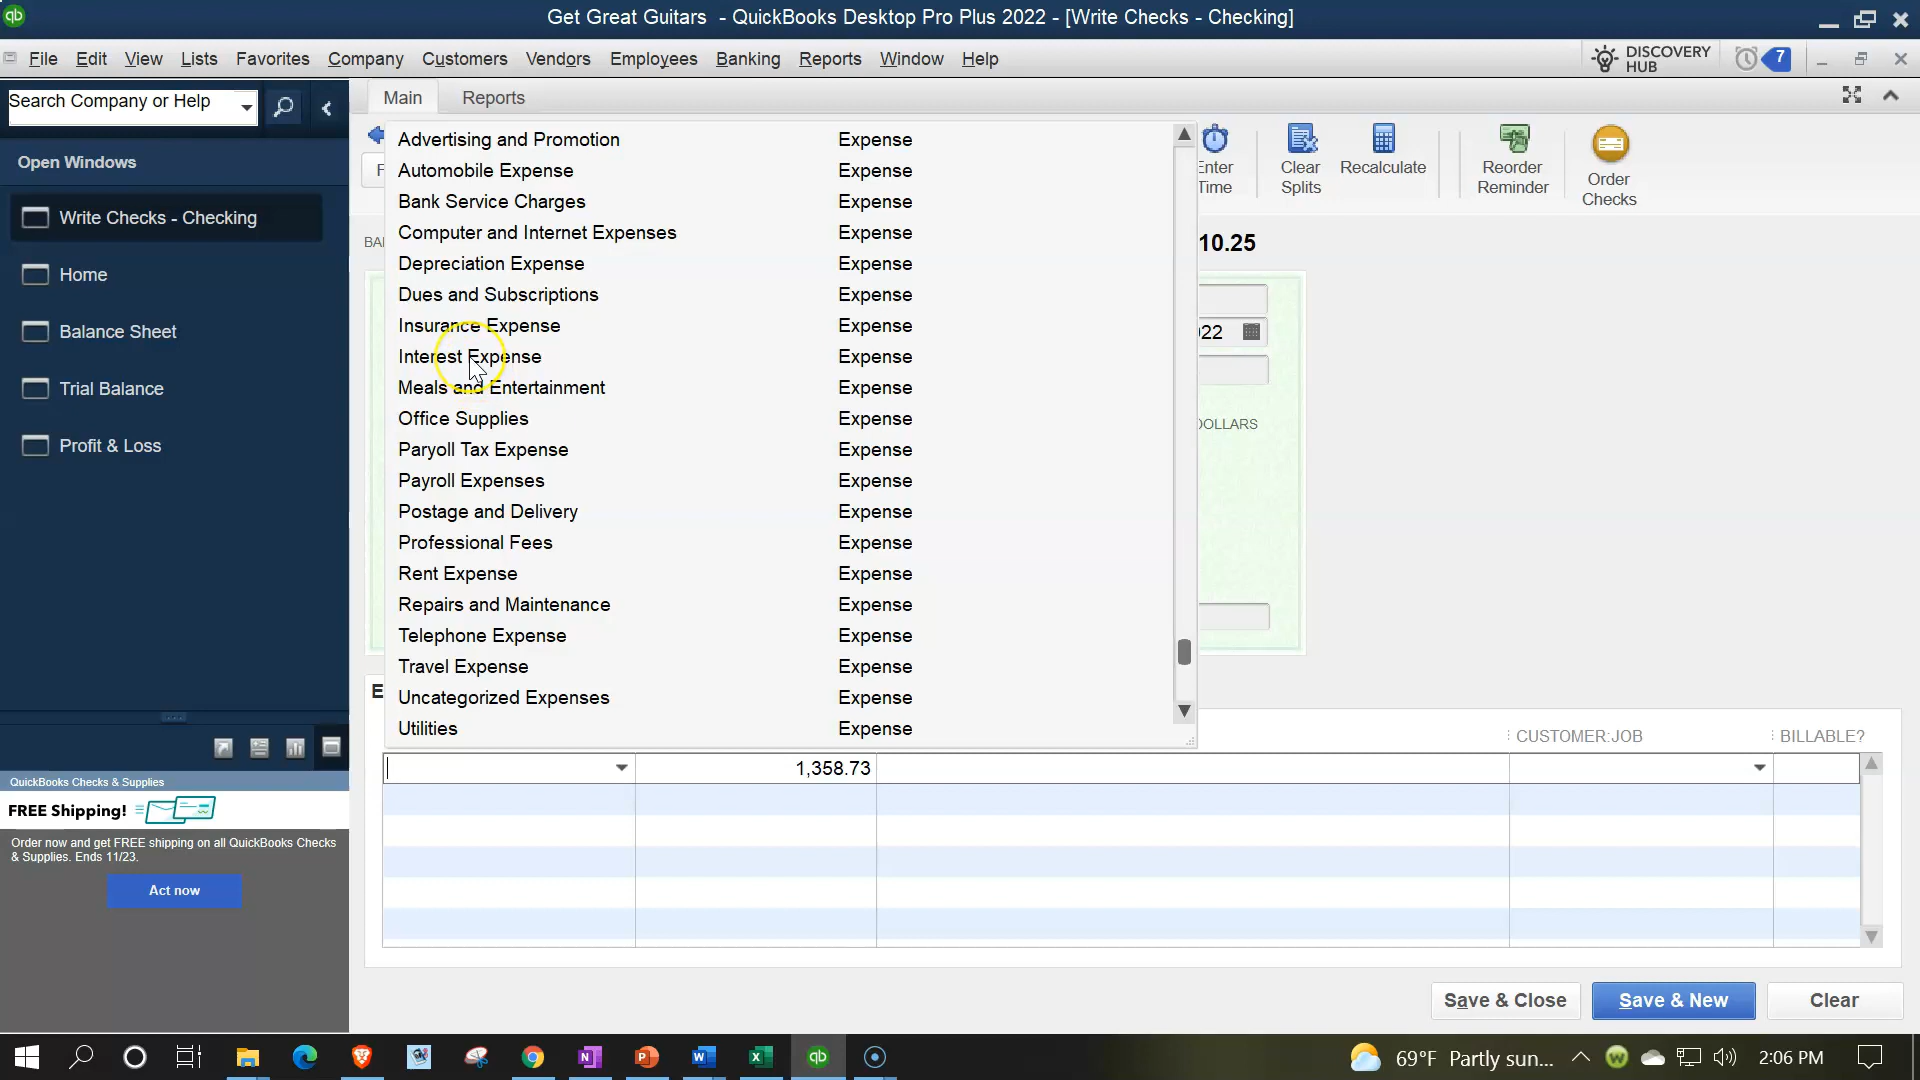 qb
Get Great Guitars - QuickBooks Desktop Pro Plus 2022 - [Write Checks - Checking]
File Edit View Lists Favorites Company Customers Vendors Employees Banking Reports Window Help
DISCOVERY
HUB
7
Search Company or Help
Main Reports
Open Windows
Write Checks - Checking
Home
Balance Sheet
Trial Balance
Profit & Loss
Advertising and Promotion Expense
Automobile Expense Expense
Bank Service Charges Expense
Computer and Internet Expenses Expense
Depreciation Expense Expense
Dues and Subscriptions Expense
Insurance Expense Expense
Interest Expense Expense
Meals and Entertainment Expense
Office Supplies Expense
Paryoll Tax Expense Expense
Payroll Expenses Expense
Postage and Delivery Expense
Professional Fees Expense
Rent Expense Expense
Repairs and Maintenance Expense
Telephone Expense Expense
Travel Expense Expense
Uncategorized Expenses Expense
Utilities Expense
Enter
Time
Clear
Splits
Recalculate
Reorder
Reminder
Order
Checks
BA
10.25
022
DOLLARS
E
CUSTOMER:JOB BILLABLE?
1,358.73
QuickBooks Checks & Supplies
FREE Shipping!
Order now and get FREE shipping on all QuickBooks Checks
& Supplies. Ends 11/23.
Act now
Save & Close Save & New Clear
69°F Partly sun...
2:06 PM